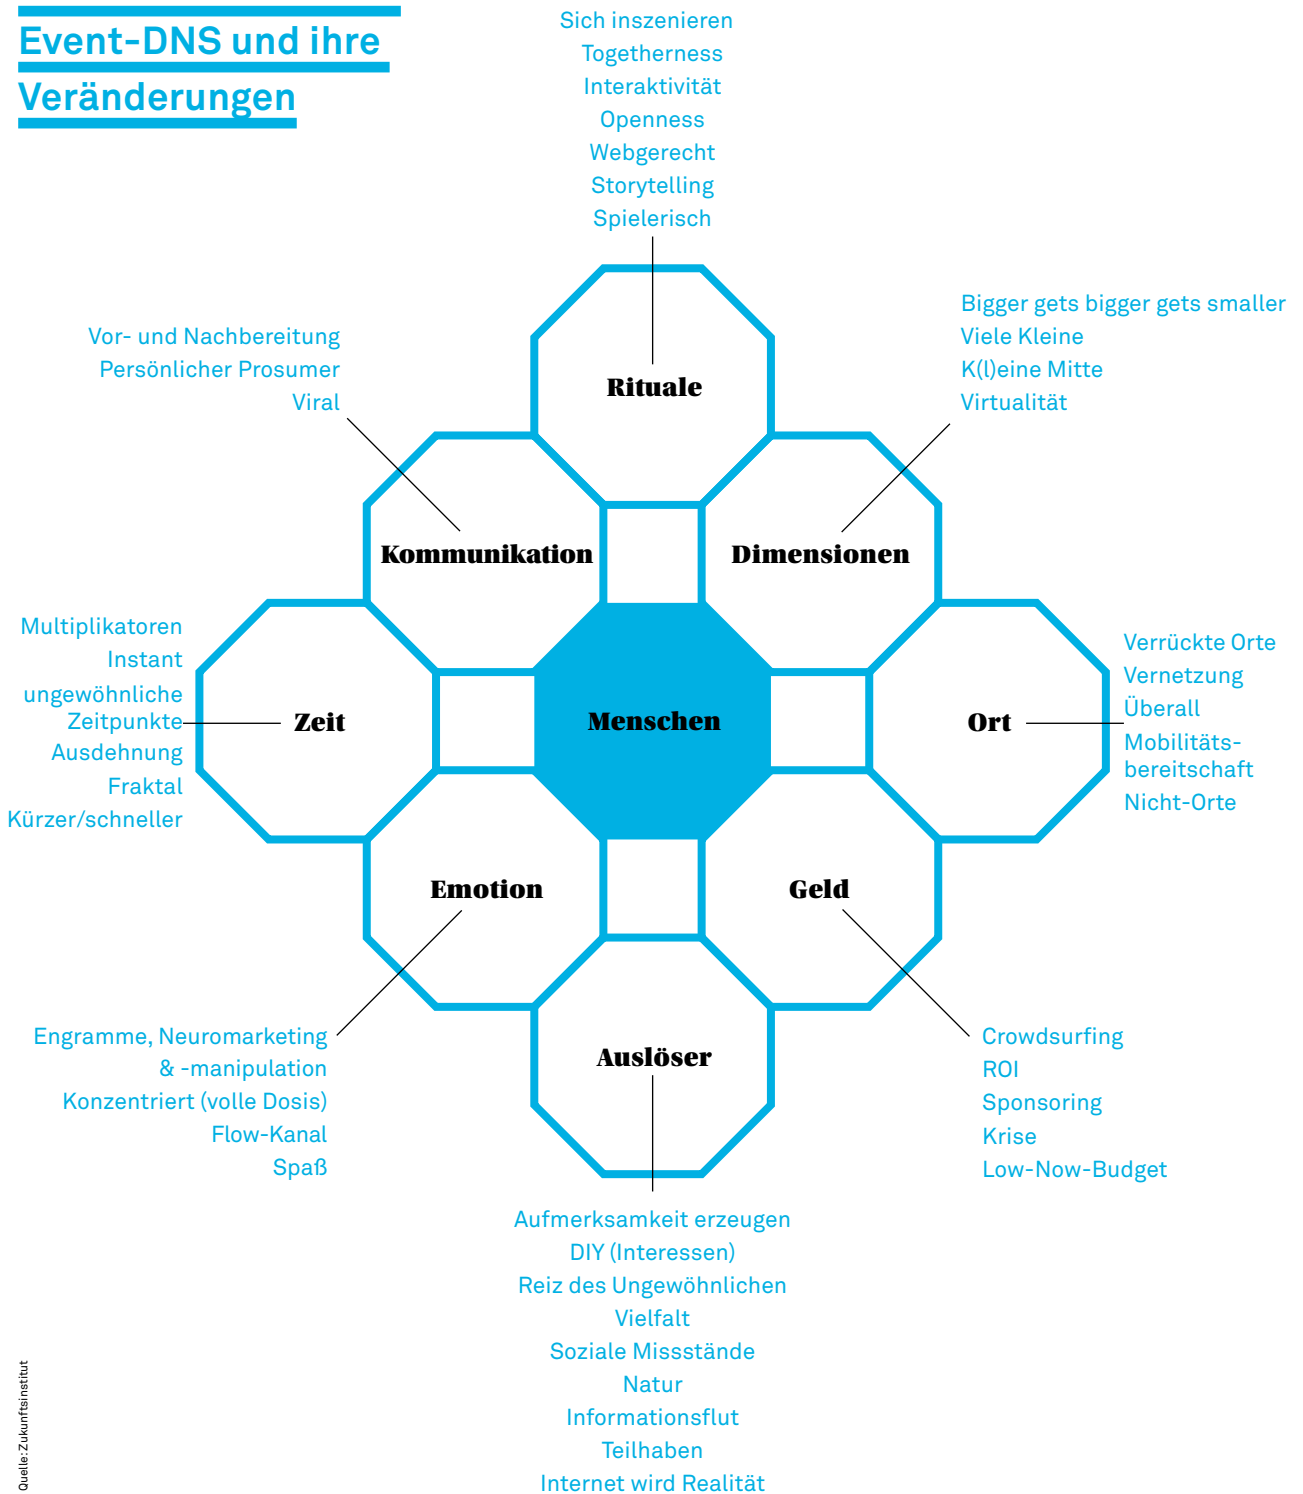 Event-DNS und ihre
Veränderungen
Sich inszenieren
Togetherness
Interaktivität
Openness
Webgerecht
Storytelling
Spielerisch
Rituale
Vor- und Nachbereitung
Persönlicher Prosumer
Viral
Kommunikation
Bigger gets bigger gets smaller
Viele Kleine
K(l)eine Mitte
Virtualität
Dimensionen
Multiplikatoren
Instant
ungewöhnliche
Zeitpunkte
Ausdehnung
Fraktal
Kürzer/schneller
Zeit
Menschen
Ort
Verrückte Orte
Vernetzung
Überall
Mobilitäts-
bereitschaft
Nicht-Orte
Emotion
Engramme, Neuromarketing
& -manipulation
Konzentriert (volle Dosis)
Flow-Kanal
Spaß
Geld
Crowdsurfing
ROI
Sponsoring
Krise
Low-Now-Budget
Auslöser
Aufmerksamkeit erzeugen
DIY (Interessen)
Reiz des Ungewöhnlichen
Vielfalt
Soziale Missstände
Natur
Informationsflut
Teilhaben
Internet wird Realität
Quelle: Zukunftsinstitut